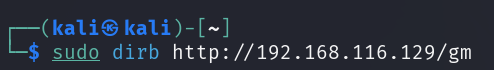 ┌──(kali㉿kali)-[~]
└─$ sudo dirb http://192.168.116.129/gm